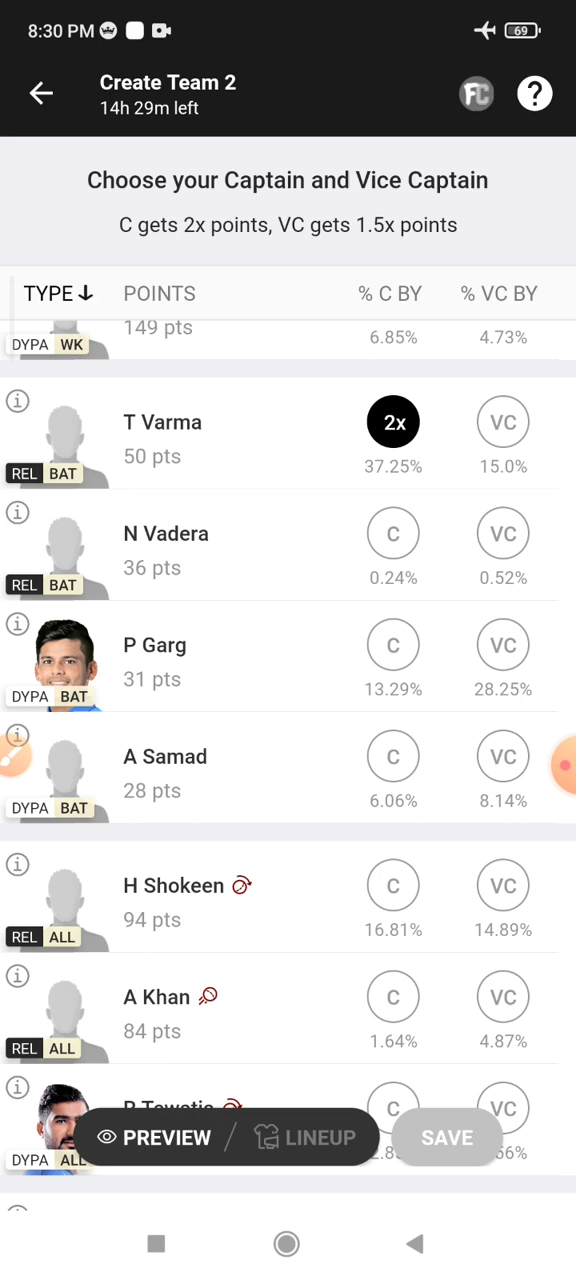 8:30 PM
69
Create Team 2
14h 29m left
FC
?
Choose your Captain and Vice Captain
C gets 2x points, VC gets 1.5x points
TYPE POINTS % C BY % VC BY
149 pts
6.85% 4.73%
DYPA WK
T Varma
2x VC
50 pts
37.25% 15.0%
REL BAT
N Vadera
C VC
36 pts
0.24% 0.52%
REL BAT
P Garg
C VC
31 pts
13.29% 28.25%
DYPA BAT
A Samad
C VC
28 pts
6.06% 8.14%
DYPA BAT
H Shokeen
C VC
94 pts
16.81% 14.89%
REL ALL
A Khan
C VC
84 pts
1.64% 4.87%
REL ALL
C VC
PREVIEW / LINEUP SAVE
DYPA ALL